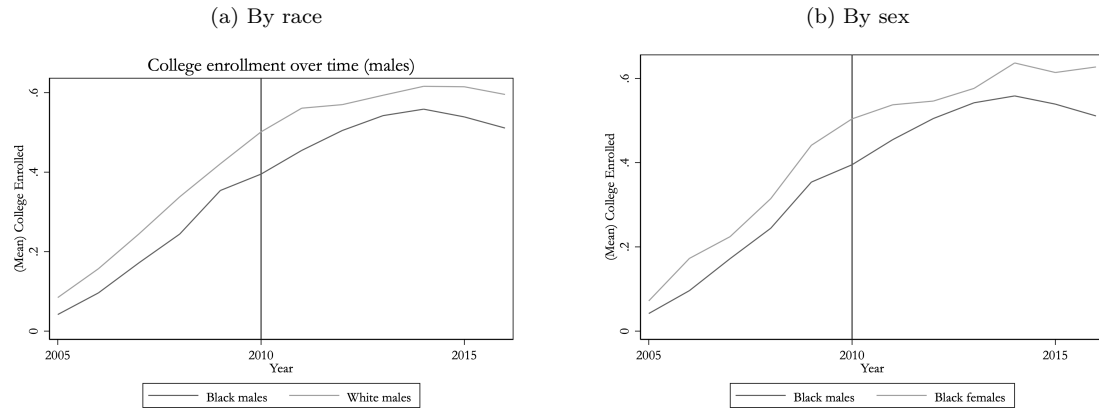 (a) By race
College enrollment over time (males)
(Mean) College Enrolled
0
.2
.4
.6
2005
2010
2015
Year
Black males
White males
(b) By sex
(Mean) College Enrolled
0
.2
.4
.6
2005
2010
2015
Year
Black males
Black females